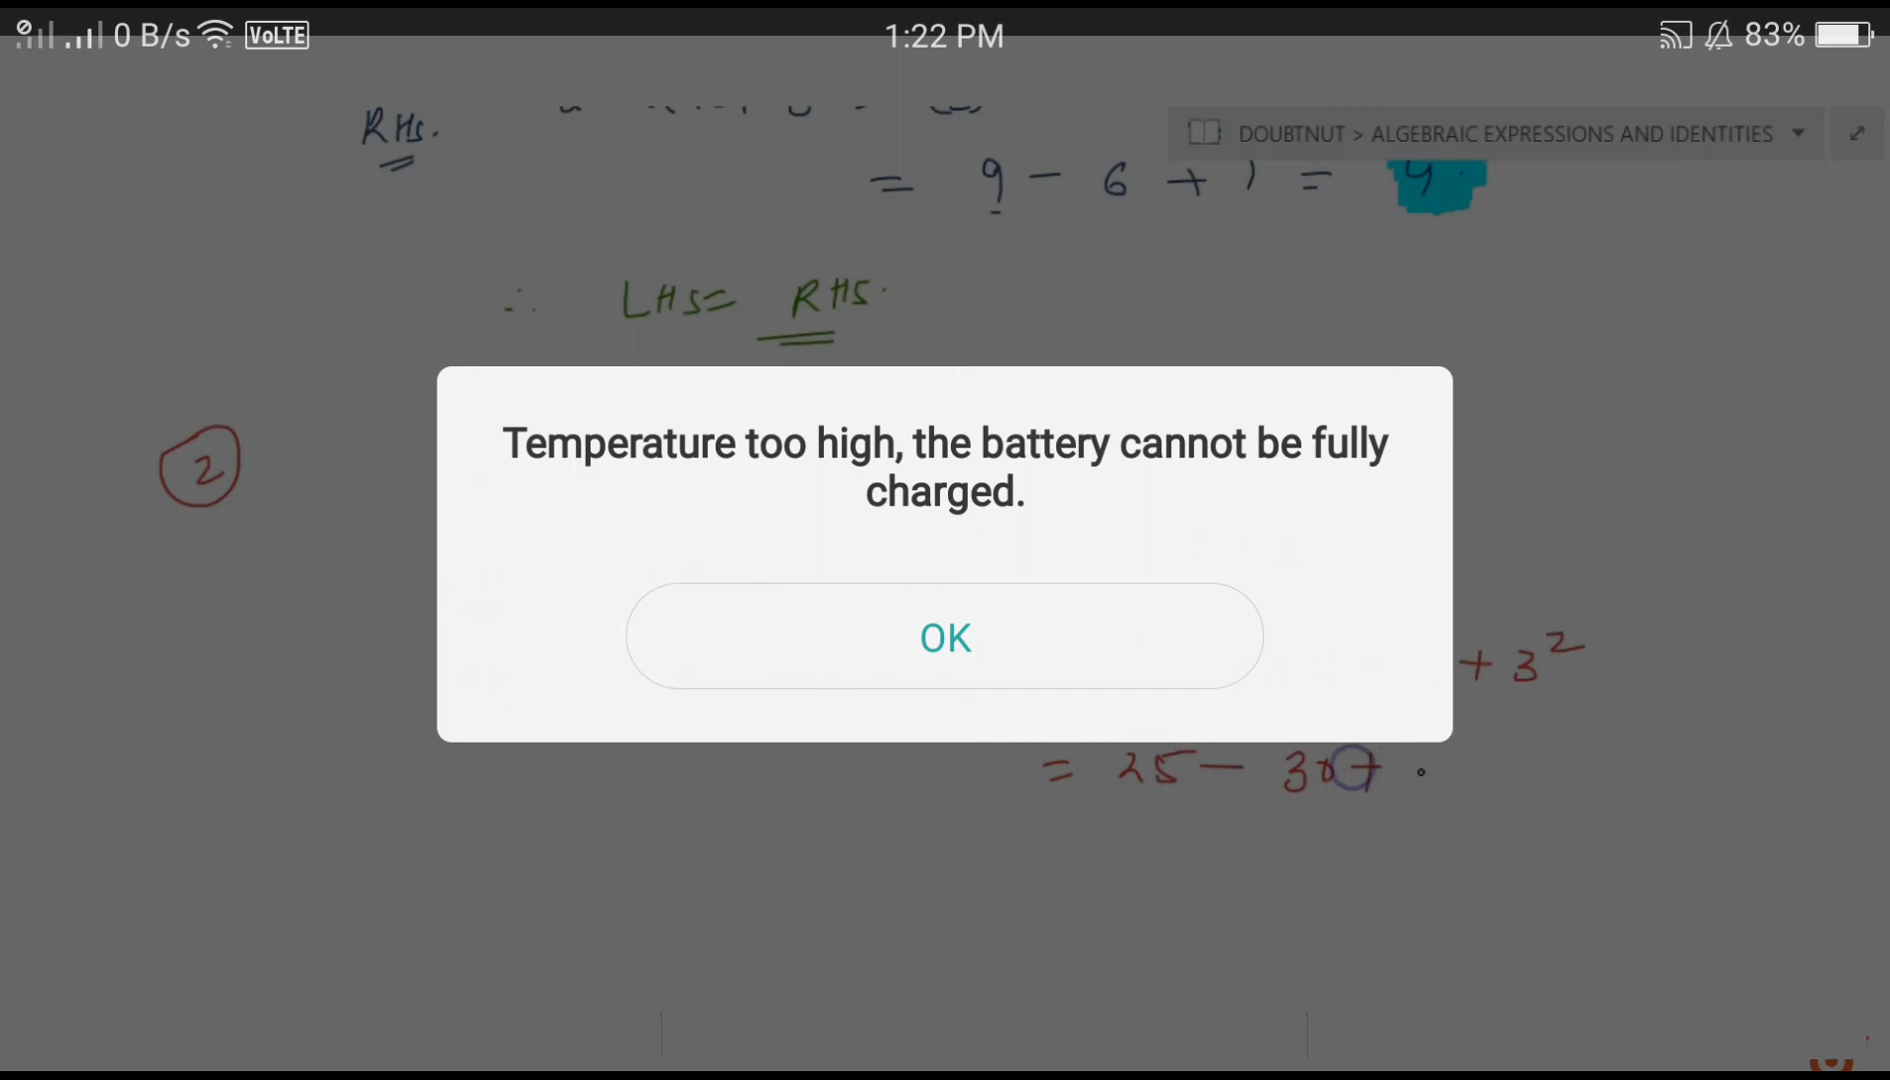 0 B/s VoLTE 1:22 PM 83%
RHS.
DOUBTNUT > ALGEBRAIC EXPRESSIONS AND IDENTITIES
= 9 - 6 + 1 = 4.
∴ LHS = RHS.
Temperature too high, the battery cannot be fully
charged.
2
OK
+ 3²
= 25 - 30 +